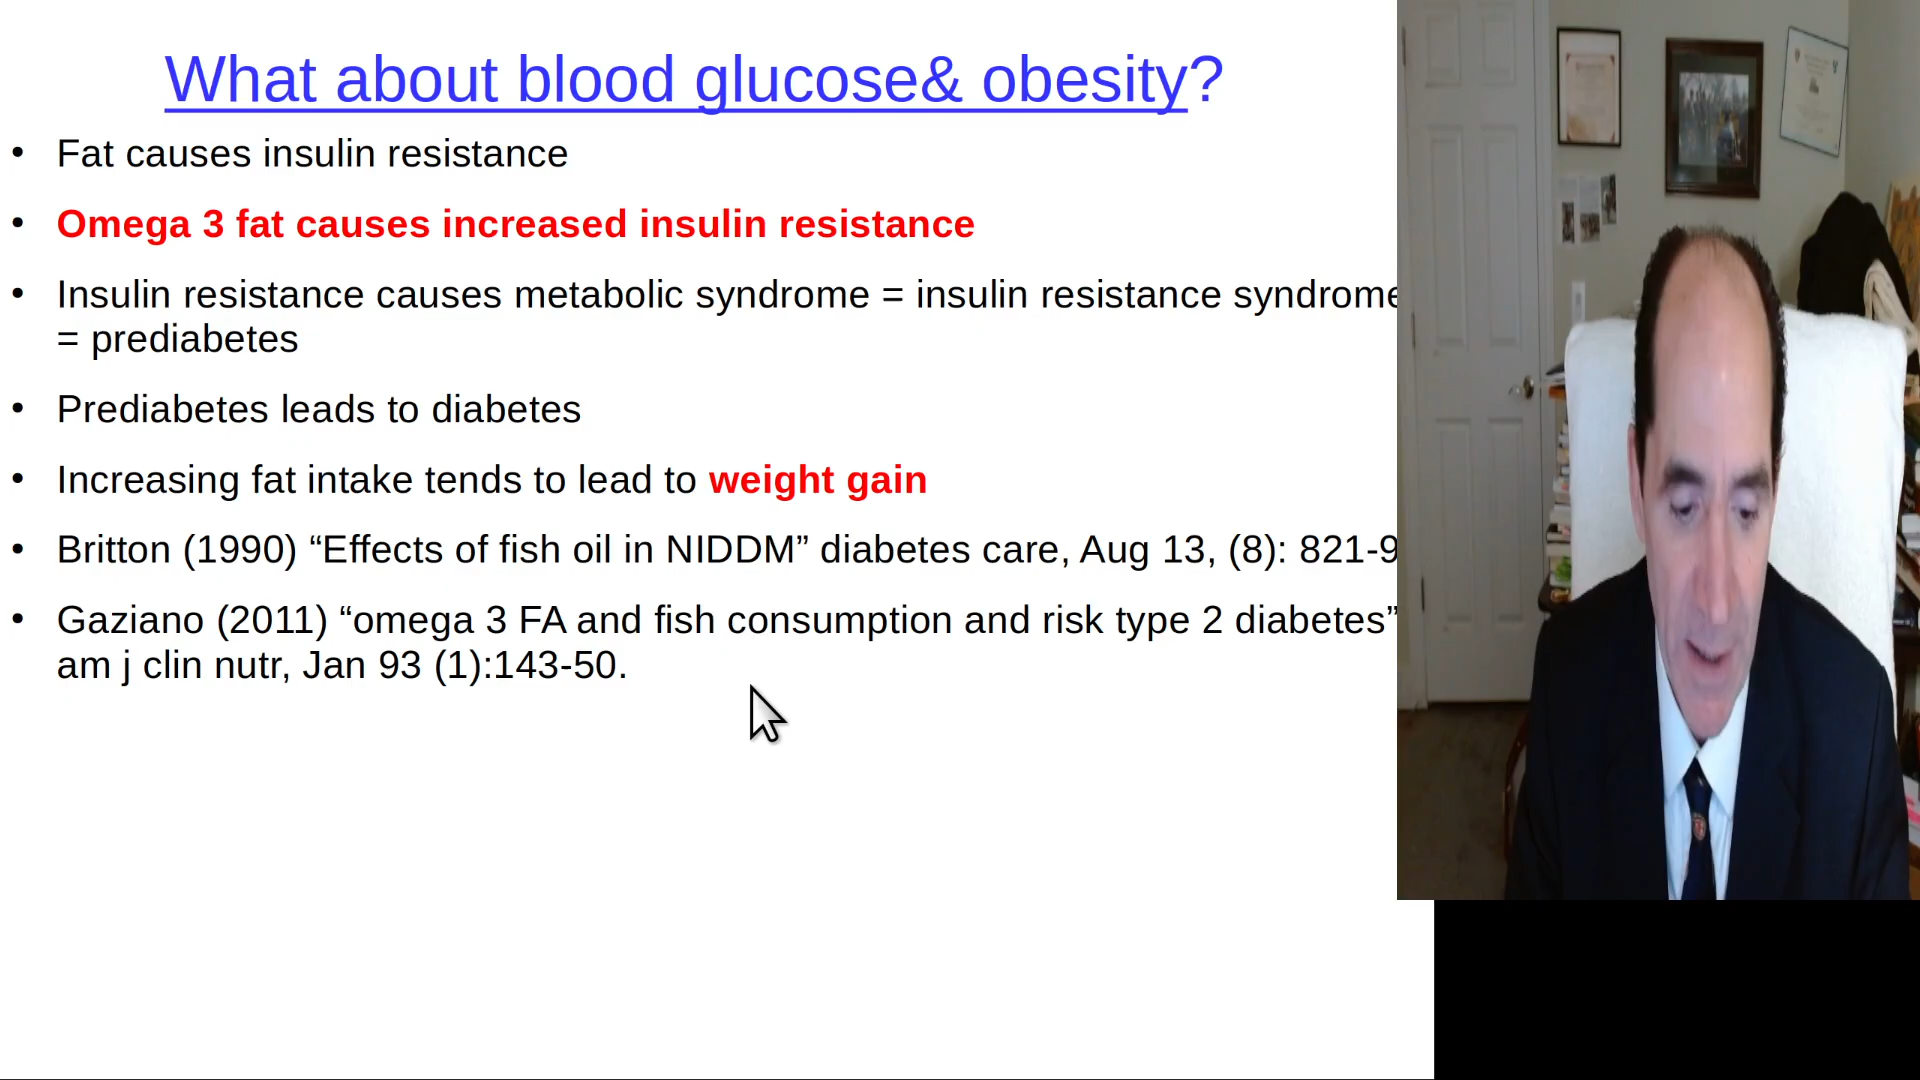 What about blood glucose& obesity?
• Fat causes insulin resistance
• Omega 3 fat causes increased insulin resistance
• Insulin resistance causes metabolic syndrome = insulin resistance syndrome
= prediabetes
• Prediabetes leads to diabetes
• Increasing fat intake tends to lead to weight gain
• Britton (1990) “Effects of fish oil in NIDDM” diabetes care, Aug 13, (8): 821-9
• Gaziano (2011) “omega 3 FA and fish consumption and risk type 2 diabetes”
am j clin nutr, Jan 93 (1):143-50.